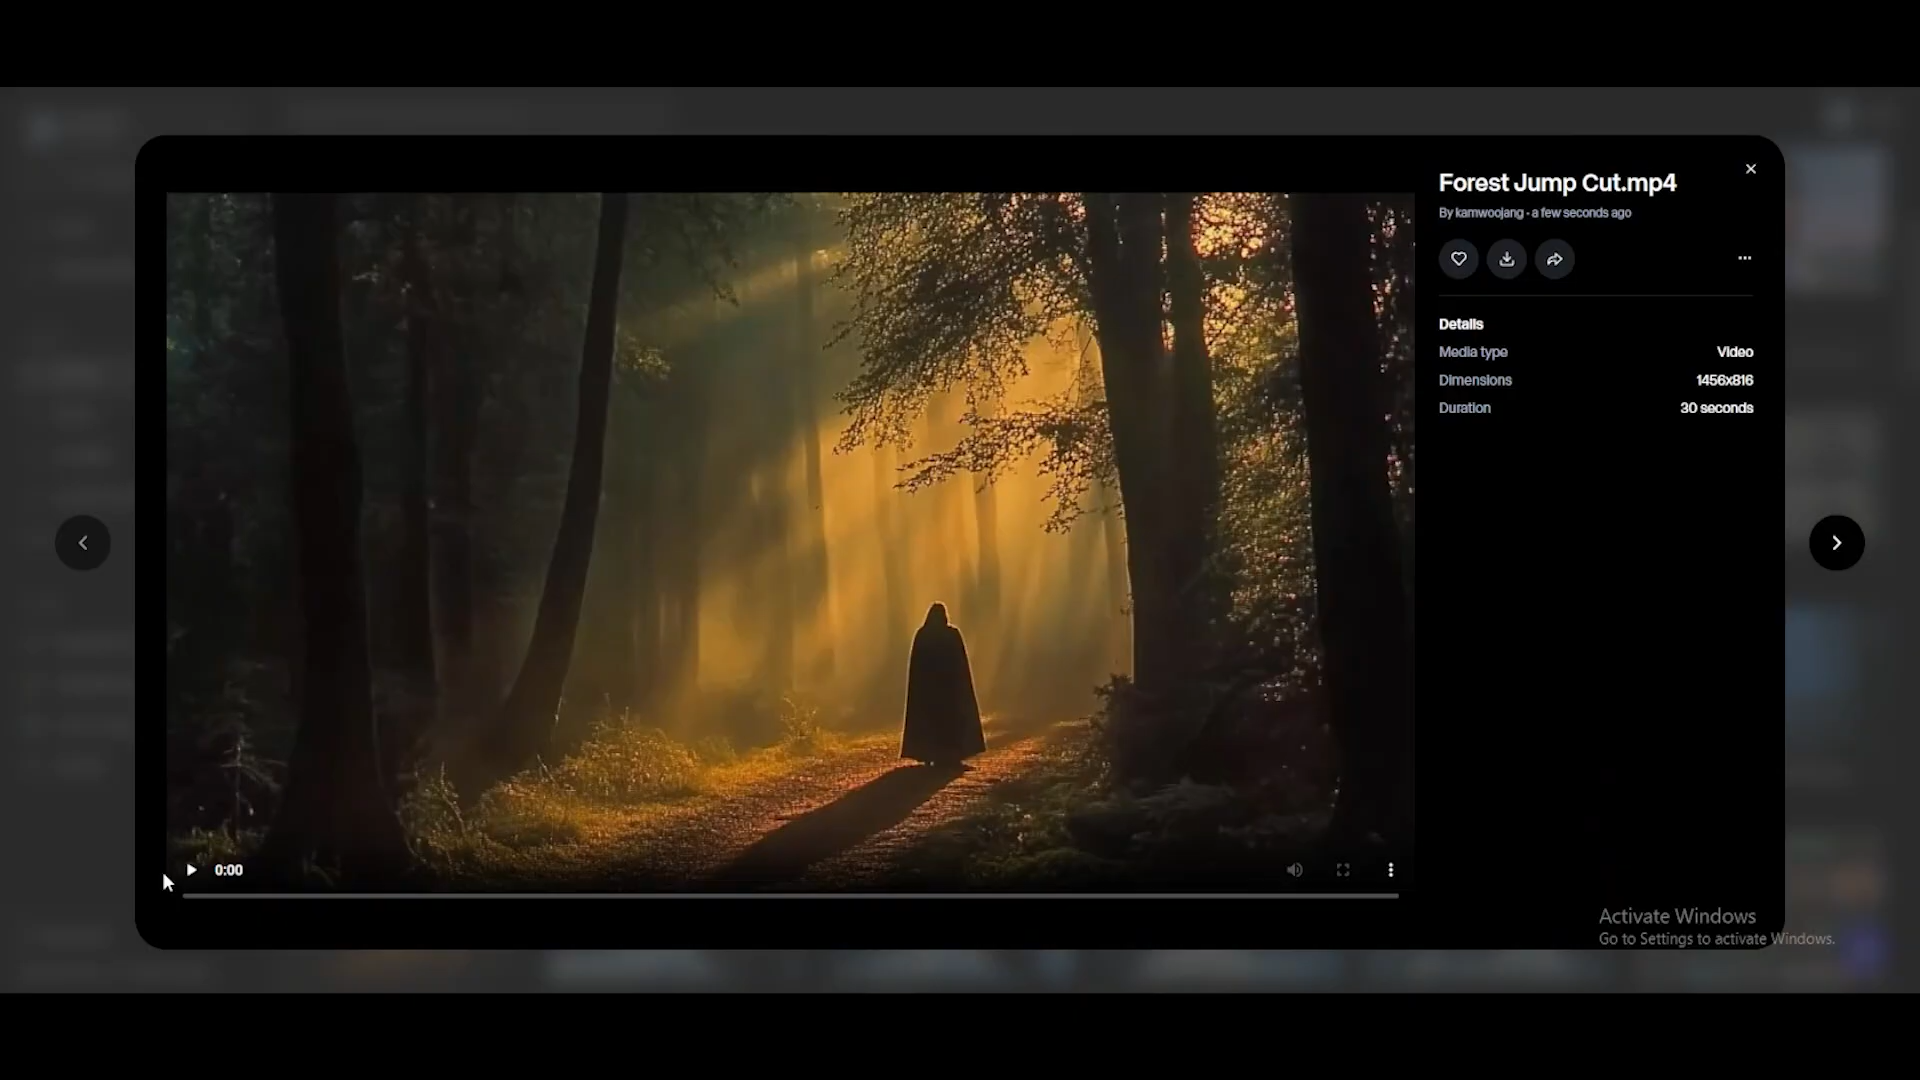 Forest Jump Cut.mp4
By kamwoojang · a few seconds ago
Details
Media type Video
Dimensions 1456x816
Duration 30 seconds
0:00
Activate Windows
Go to Settings to activate Windows.